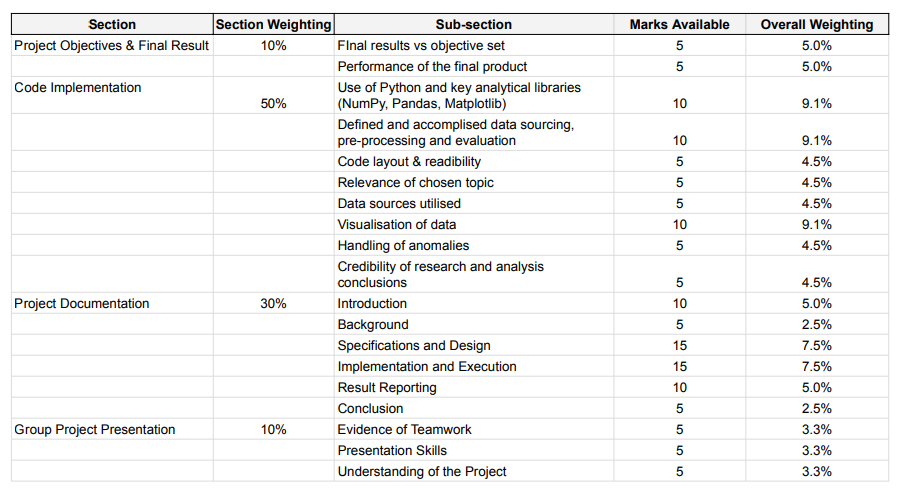 Section Section Weighting Sub-section Marks Available Overall Weighting
Project Objectives & Final Result 10% FInal results vs objective set 5 5.0%
Performance of the final product 5 5.0%
Code Implementation Use of Python and key analytical libraries
50% (NumPy, Pandas, Matplotlib) 10 9.1%
Defined and accomplised data sourcing,
pre-processing and evaluation 10 9.1%
Code layout & readibility 5 4.5%
Relevance of chosen topic 5 4.5%
Data sources utilised 5 4.5%
Visualisation of data 10 9.1%
Handling of anomalies 5 4.5%
Credibility of research and analysis
conclusions 5 4.5%
Project Documentation 30% Introduction 10 5.0%
Background 5 2.5%
Specifications and Design 15 7.5%
Implementation and Execution 15 7.5%
Result Reporting 10 5.0%
Conclusion 5 2.5%
Group Project Presentation 10% Evidence of Teamwork 5 3.3%
Presentation Skills 5 3.3%
Understanding of the Project 5 3.3%